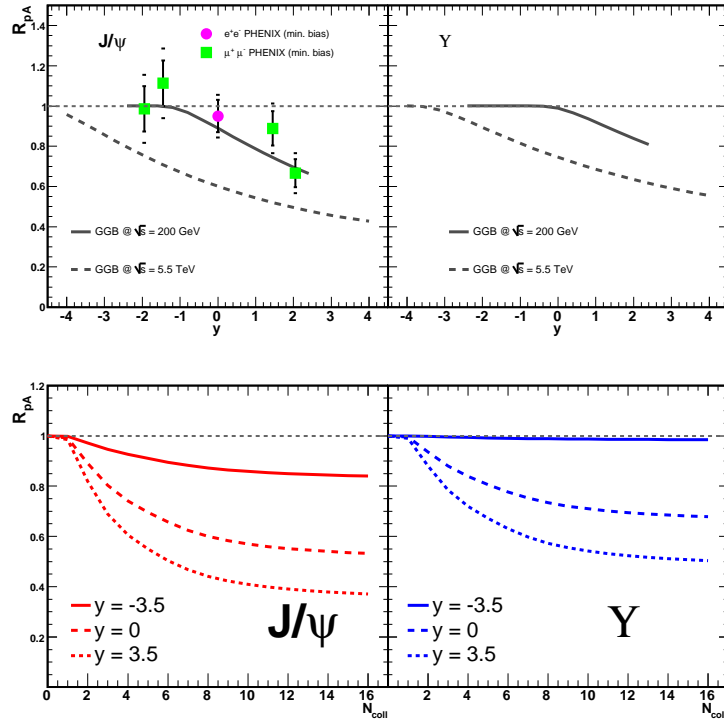 R_pA
J/ψ
e⁺e⁻ PHENIX (min. bias)
μ⁺ μ⁻ PHENIX (min. bias)
GGB @ √s = 200 GeV
GGB @ √s = 5.5 TeV
0 0.2 0.4 0.6 0.8 1 1.2 1.4
-4 -3 -2 -1 0 1 2 3 4
y
Υ
GGB @ √s = 200 GeV
GGB @ √s = 5.5 TeV
-4 -3 -2 -1 0 1 2 3 4
y
R_pA
0.2 0.4 0.6 0.8 1 1.2
y = -3.5
y = 0
y = 3.5
J/ψ
0 2 4 6 8 10 12 14 16
N_coll
y = -3.5
y = 0
y = 3.5
Υ
2 4 6 8 10 12 14 16
N_coll